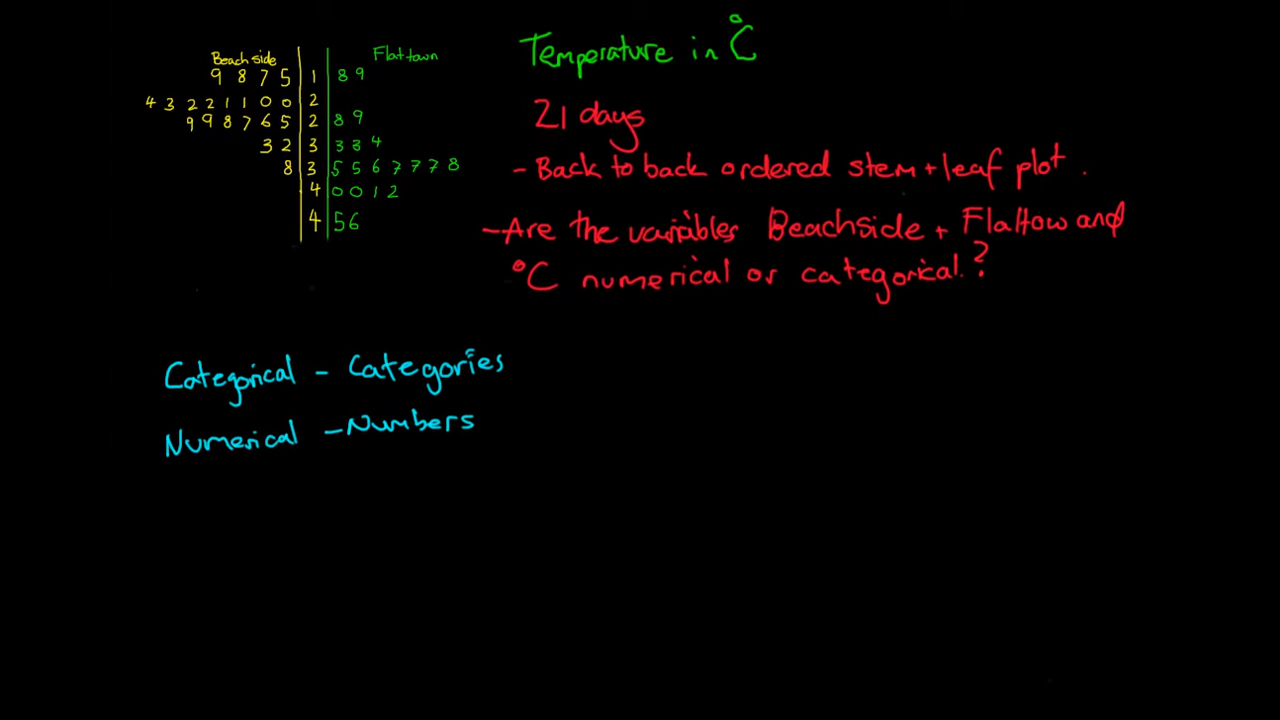 Beachside Flattown
9 8 7 5 | 1 | 8 9
4 3 2 2 1 1 0 0 | 2 |
9 9 8 7 6 5 | 2 | 8 9
3 2 | 3 | 3 3 4
8 | 3 | 5 5 6 7 7 7 8
| 4 | 0 0 1 2
| 4 | 5 6
Temperature in °C
21 days
- Back to back ordered stem + leaf plot.
- Are the variables Beachside + Flattow and
°C numerical or categorical?
Categorical - Categories
Numerical - Numbers